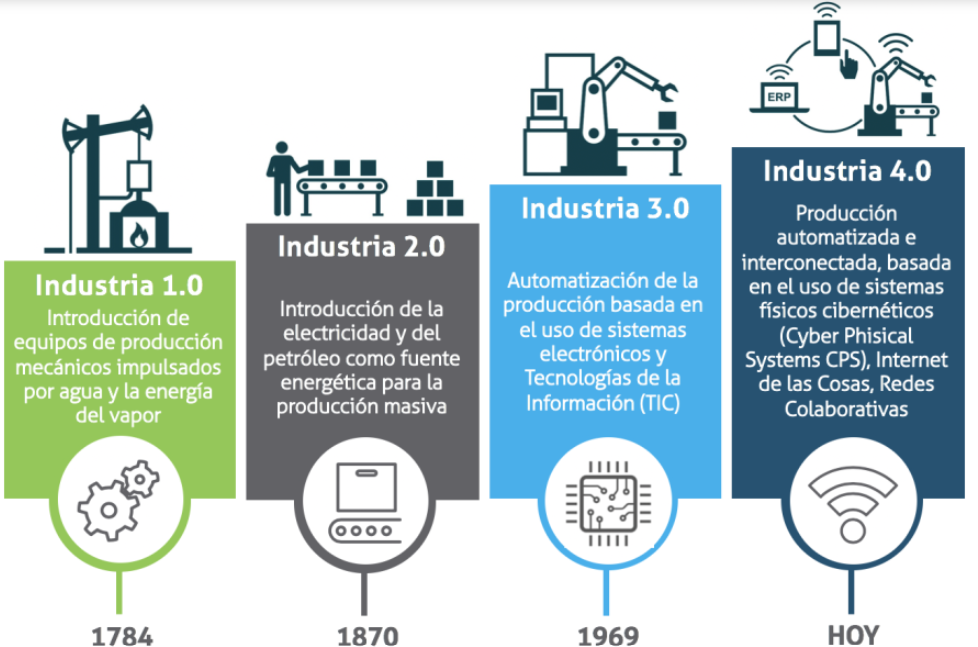 Industria 1.0
Introducción de
equipos de producción
mecánicos impulsados
por agua y la energía
del vapor
1784
Industria 2.0
Introducción de la
electricidad y del
petróleo como fuente
energética para la
producción masiva
1870
Industria 3.0
Automatización de la
producción basada en
el uso de sistemas
electrónicos y
Tecnologías de la
Información (TIC)
1969
ERP
Industria 4.0
Producción
automatizada e
interconectada, basada
en el uso de sistemas
físicos cibernéticos
(Cyber Phisical
Systems CPS), Internet
de las Cosas, Redes
Colaborativas
HOY